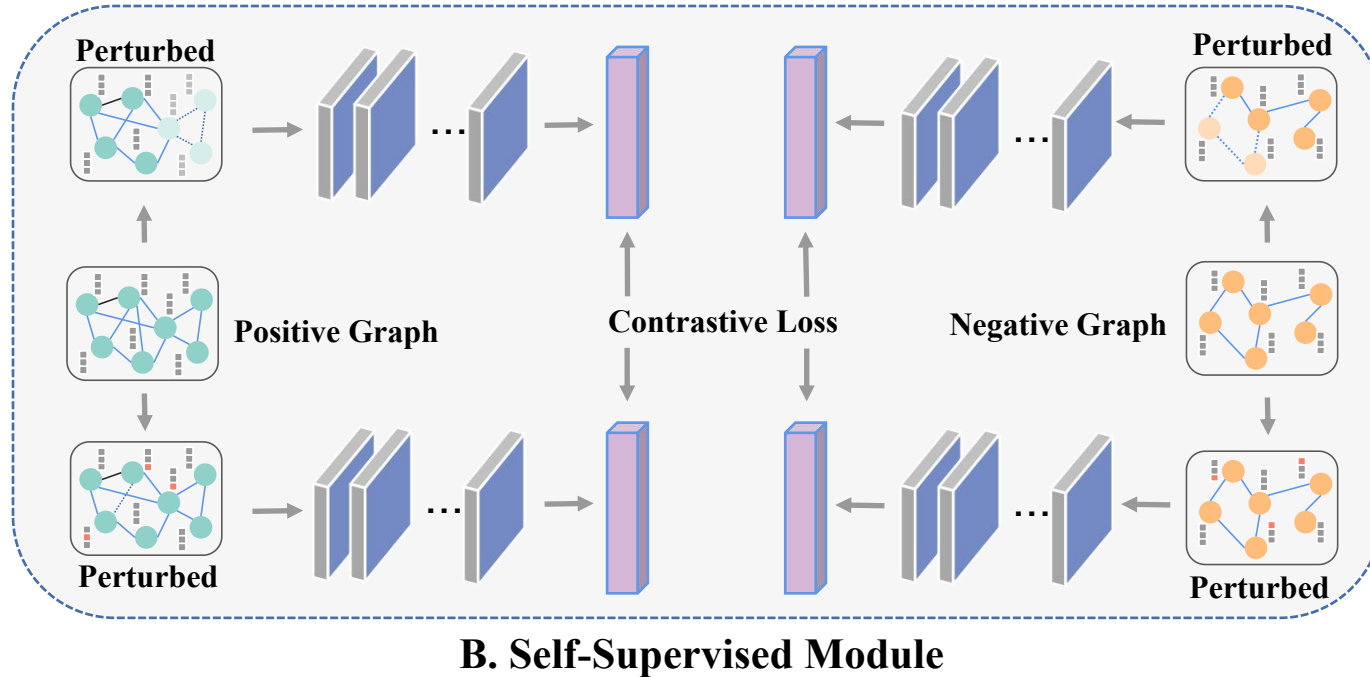 Perturbed
Perturbed
...
...
Positive Graph
Contrastive Loss
Negative Graph
...
...
Perturbed
Perturbed
B. Self-Supervised Module